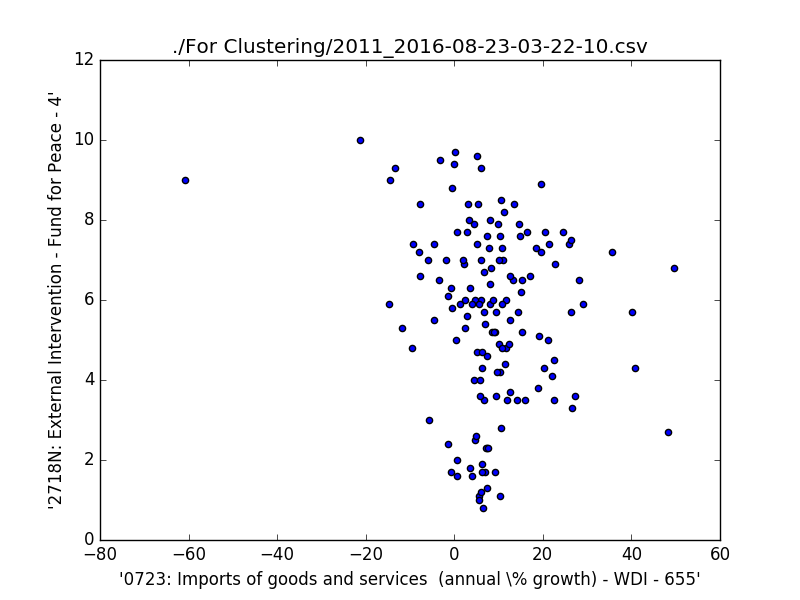 ./For Clustering/2011_2016-08-23-03-22-10.csv
12
10
8
6
4
2
0
'2718N: External Intervention - Fund for Peace - 4'
−80 −60 −40 −20 0 20 40 60
'0723: Imports of goods and services  (annual \% growth) - WDI - 655'